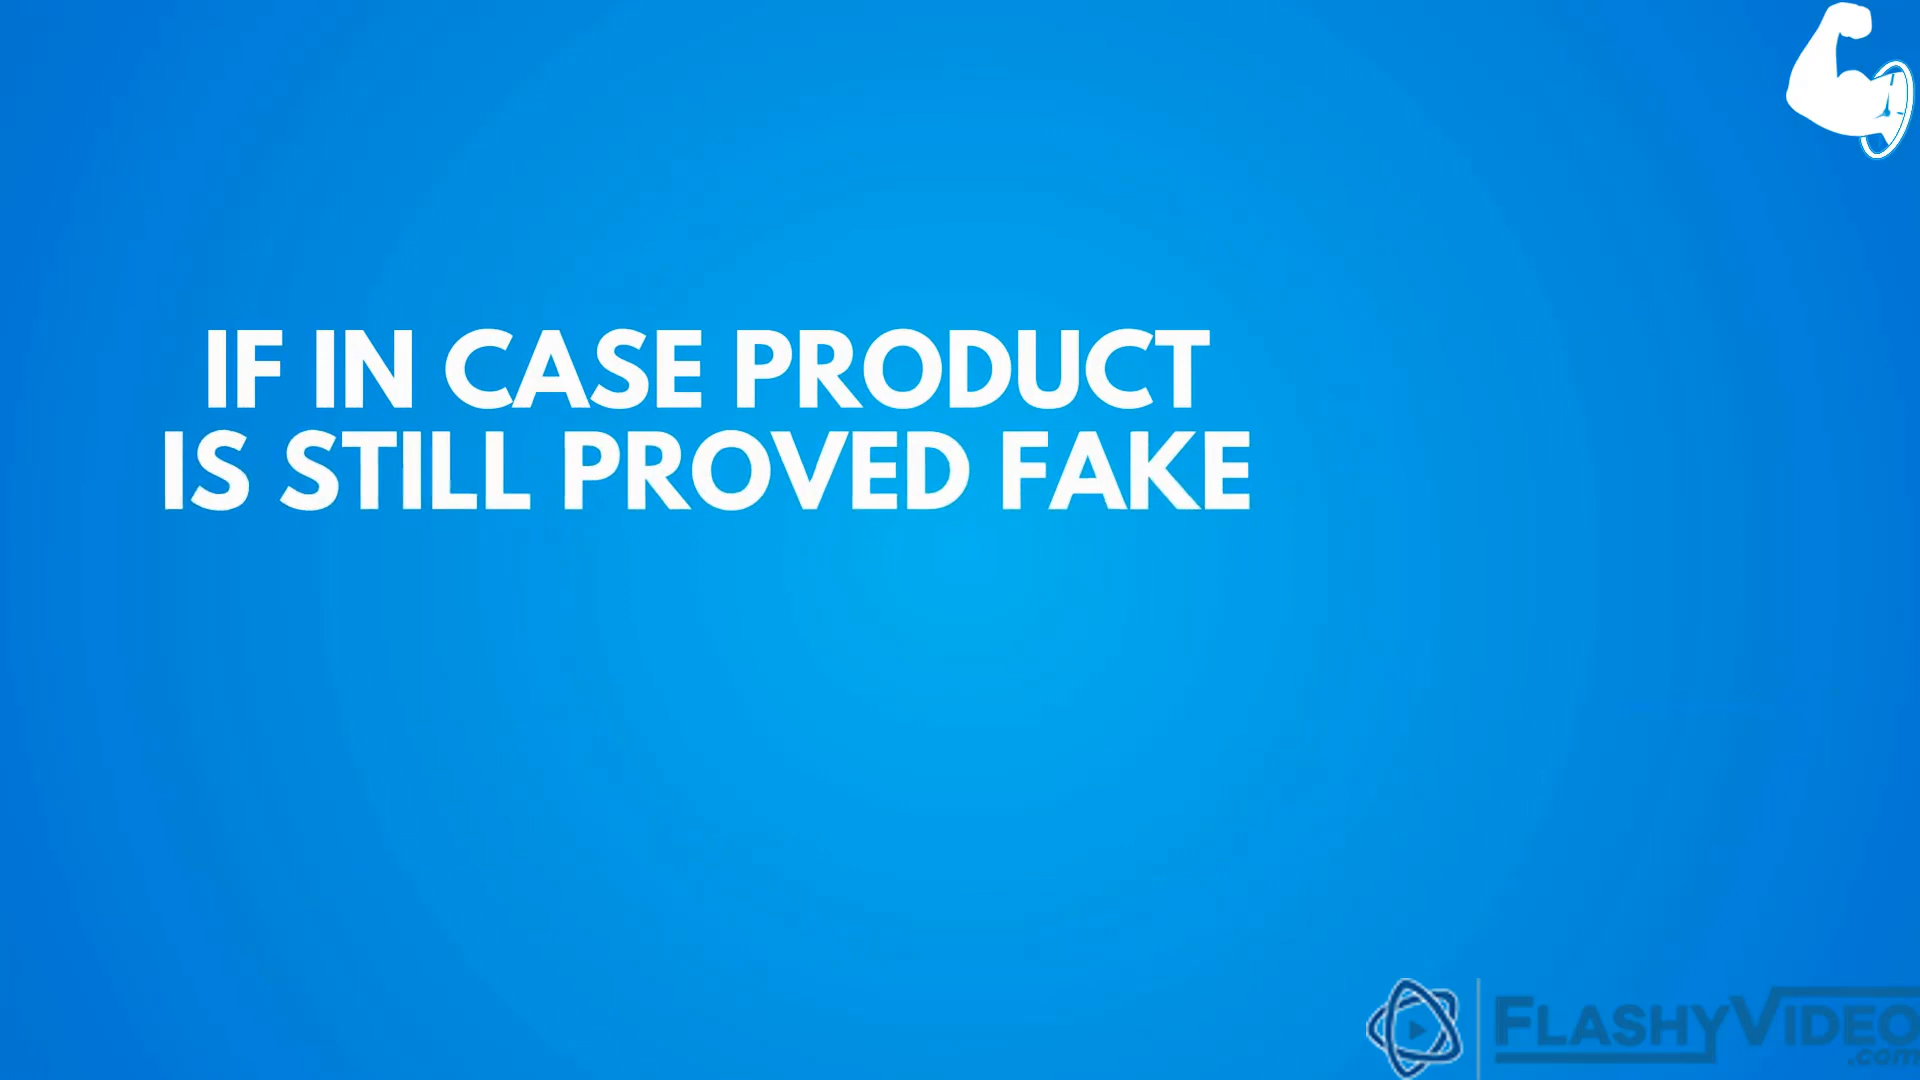 IF IN CASE PRODUCT
IS STILL PROVED FAKE
FLASHYVIDEO
.com